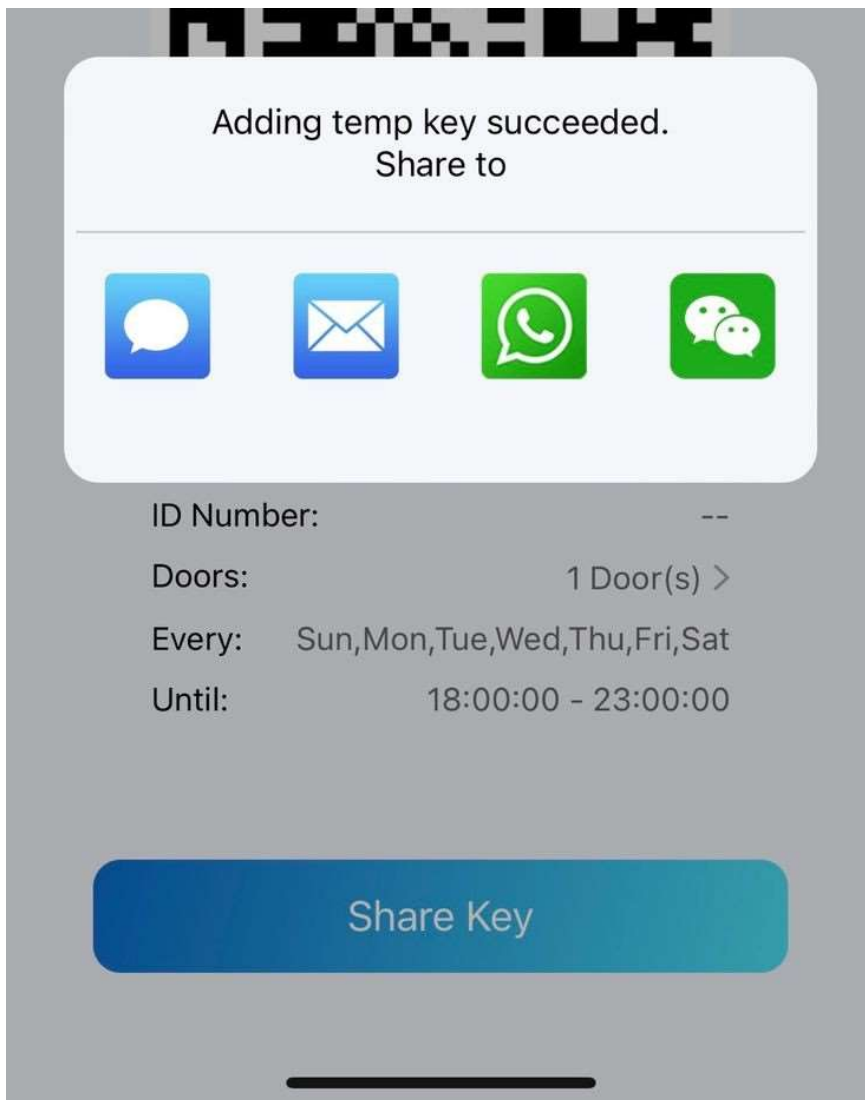 Adding temp key succeeded.
Share to
ID Number: --
Doors: 1 Door(s) >
Every: Sun,Mon,Tue,Wed,Thu,Fri,Sat
Until: 18:00:00 - 23:00:00
Share Key